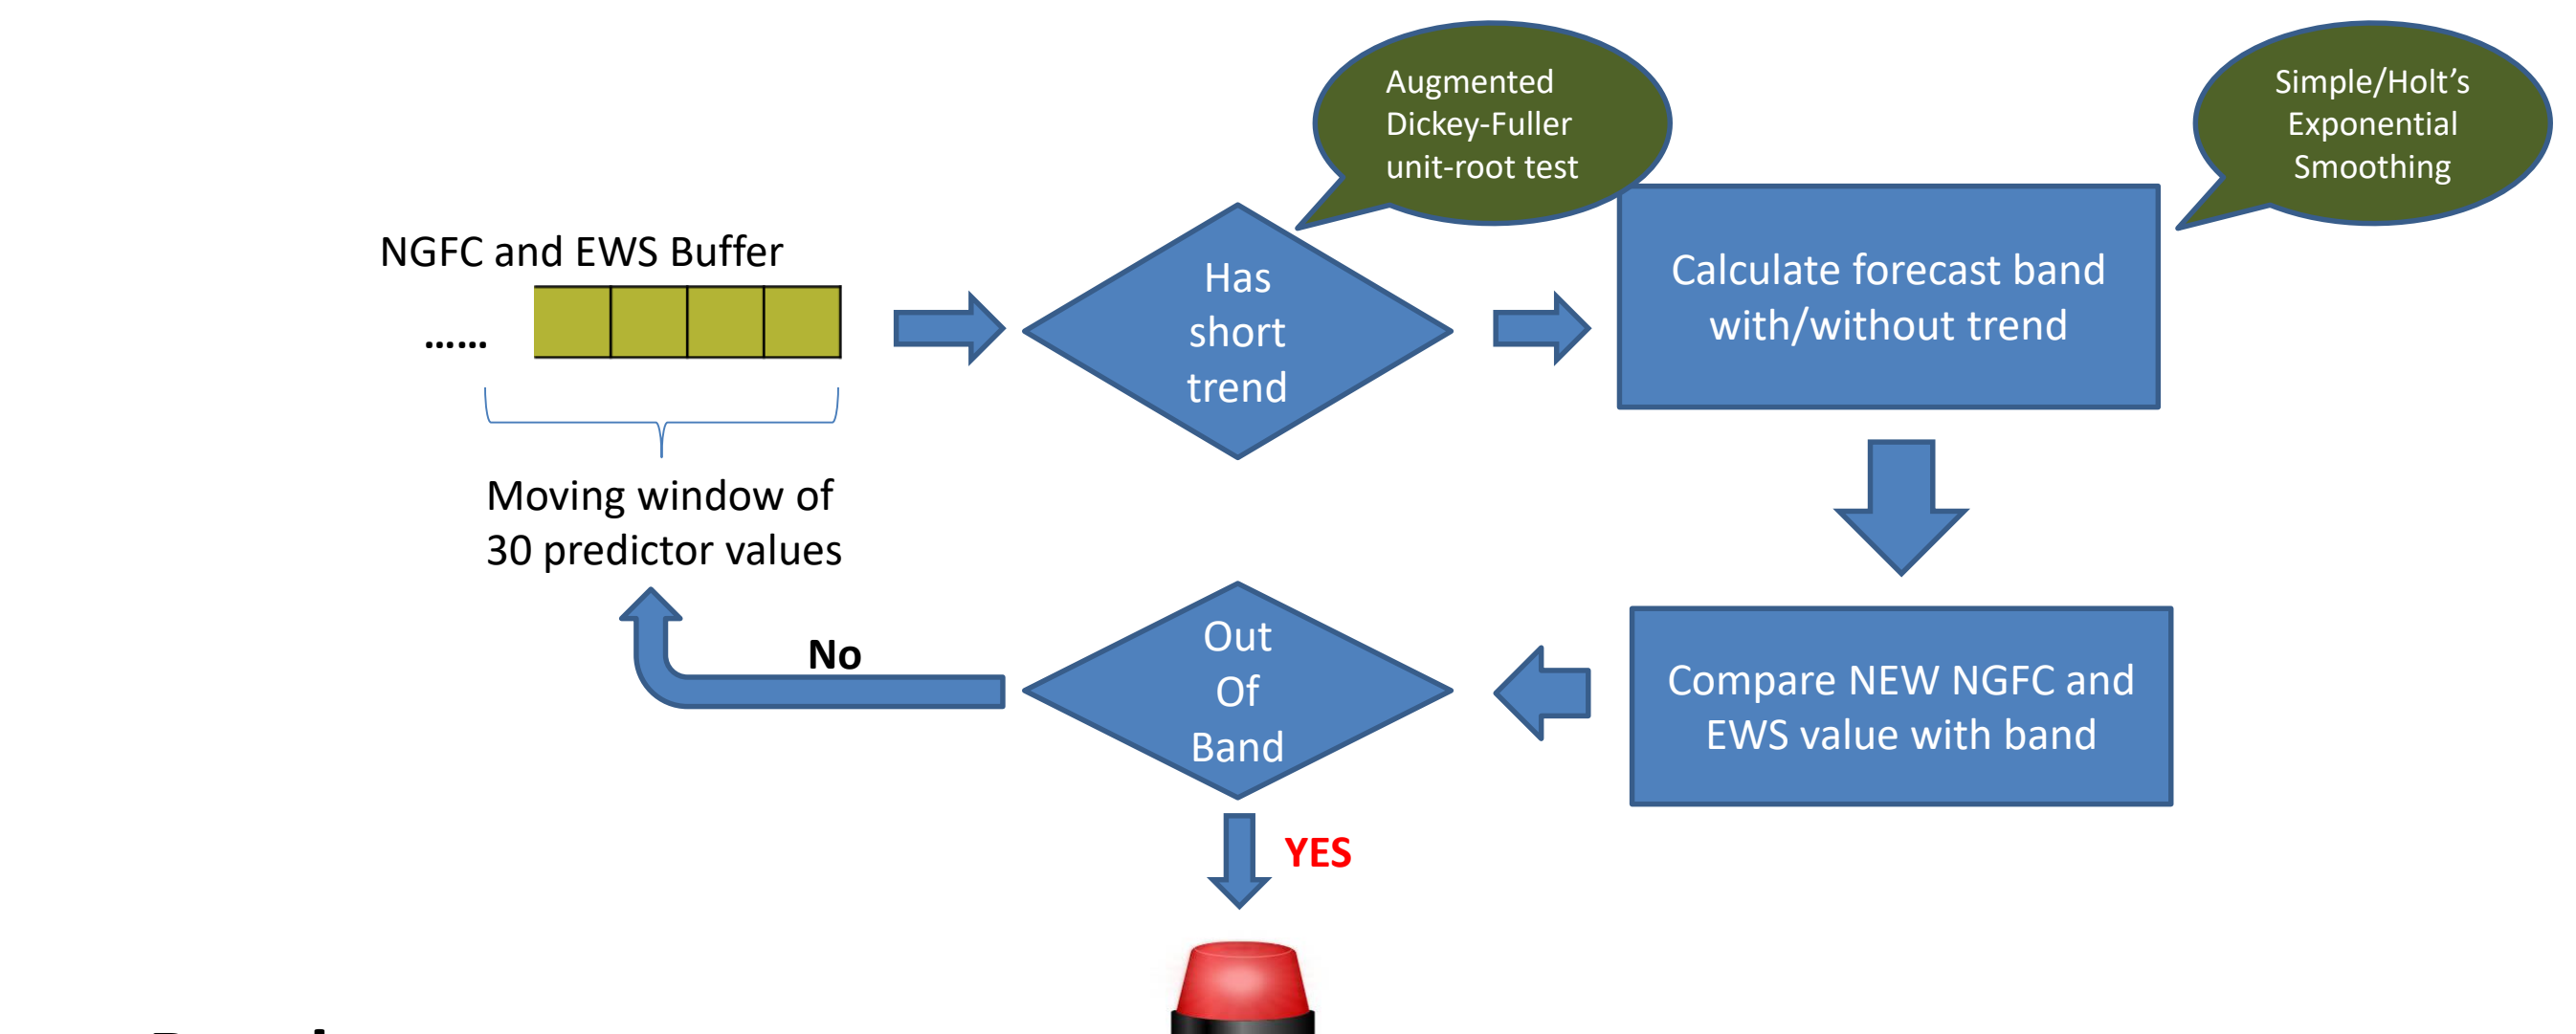 Augmented
Dickey-Fuller
unit-root test
Simple/Holt’s
Exponential
Smoothing
NGFC and EWS Buffer
......
Has
short
trend
Calculate forecast band
with/without trend
Moving window of
30 predictor values
No
Out
Of
Band
Compare NEW NGFC and
EWS value with band
YES